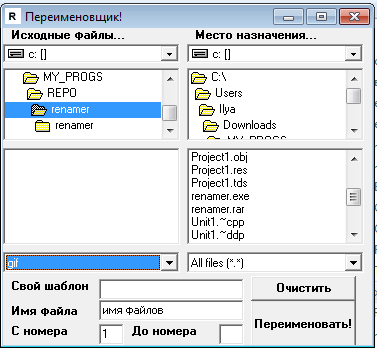 R Переименовщик!
Исходные файлы... Место назначения...
c: [] c: []
MY_PROGS C:\
REPO Users
renamer Ilya
renamer Downloads
MY_PROGS
Project1.obj
Project1.res
Project1.tds
renamer.exe
renamer.rar
Unit1.~cpp
Unit1.~ddp
gif All files (*.*)
Свой шаблон Очистить
Имя файла имя файлов
С номера 1 До номера Переименовать!